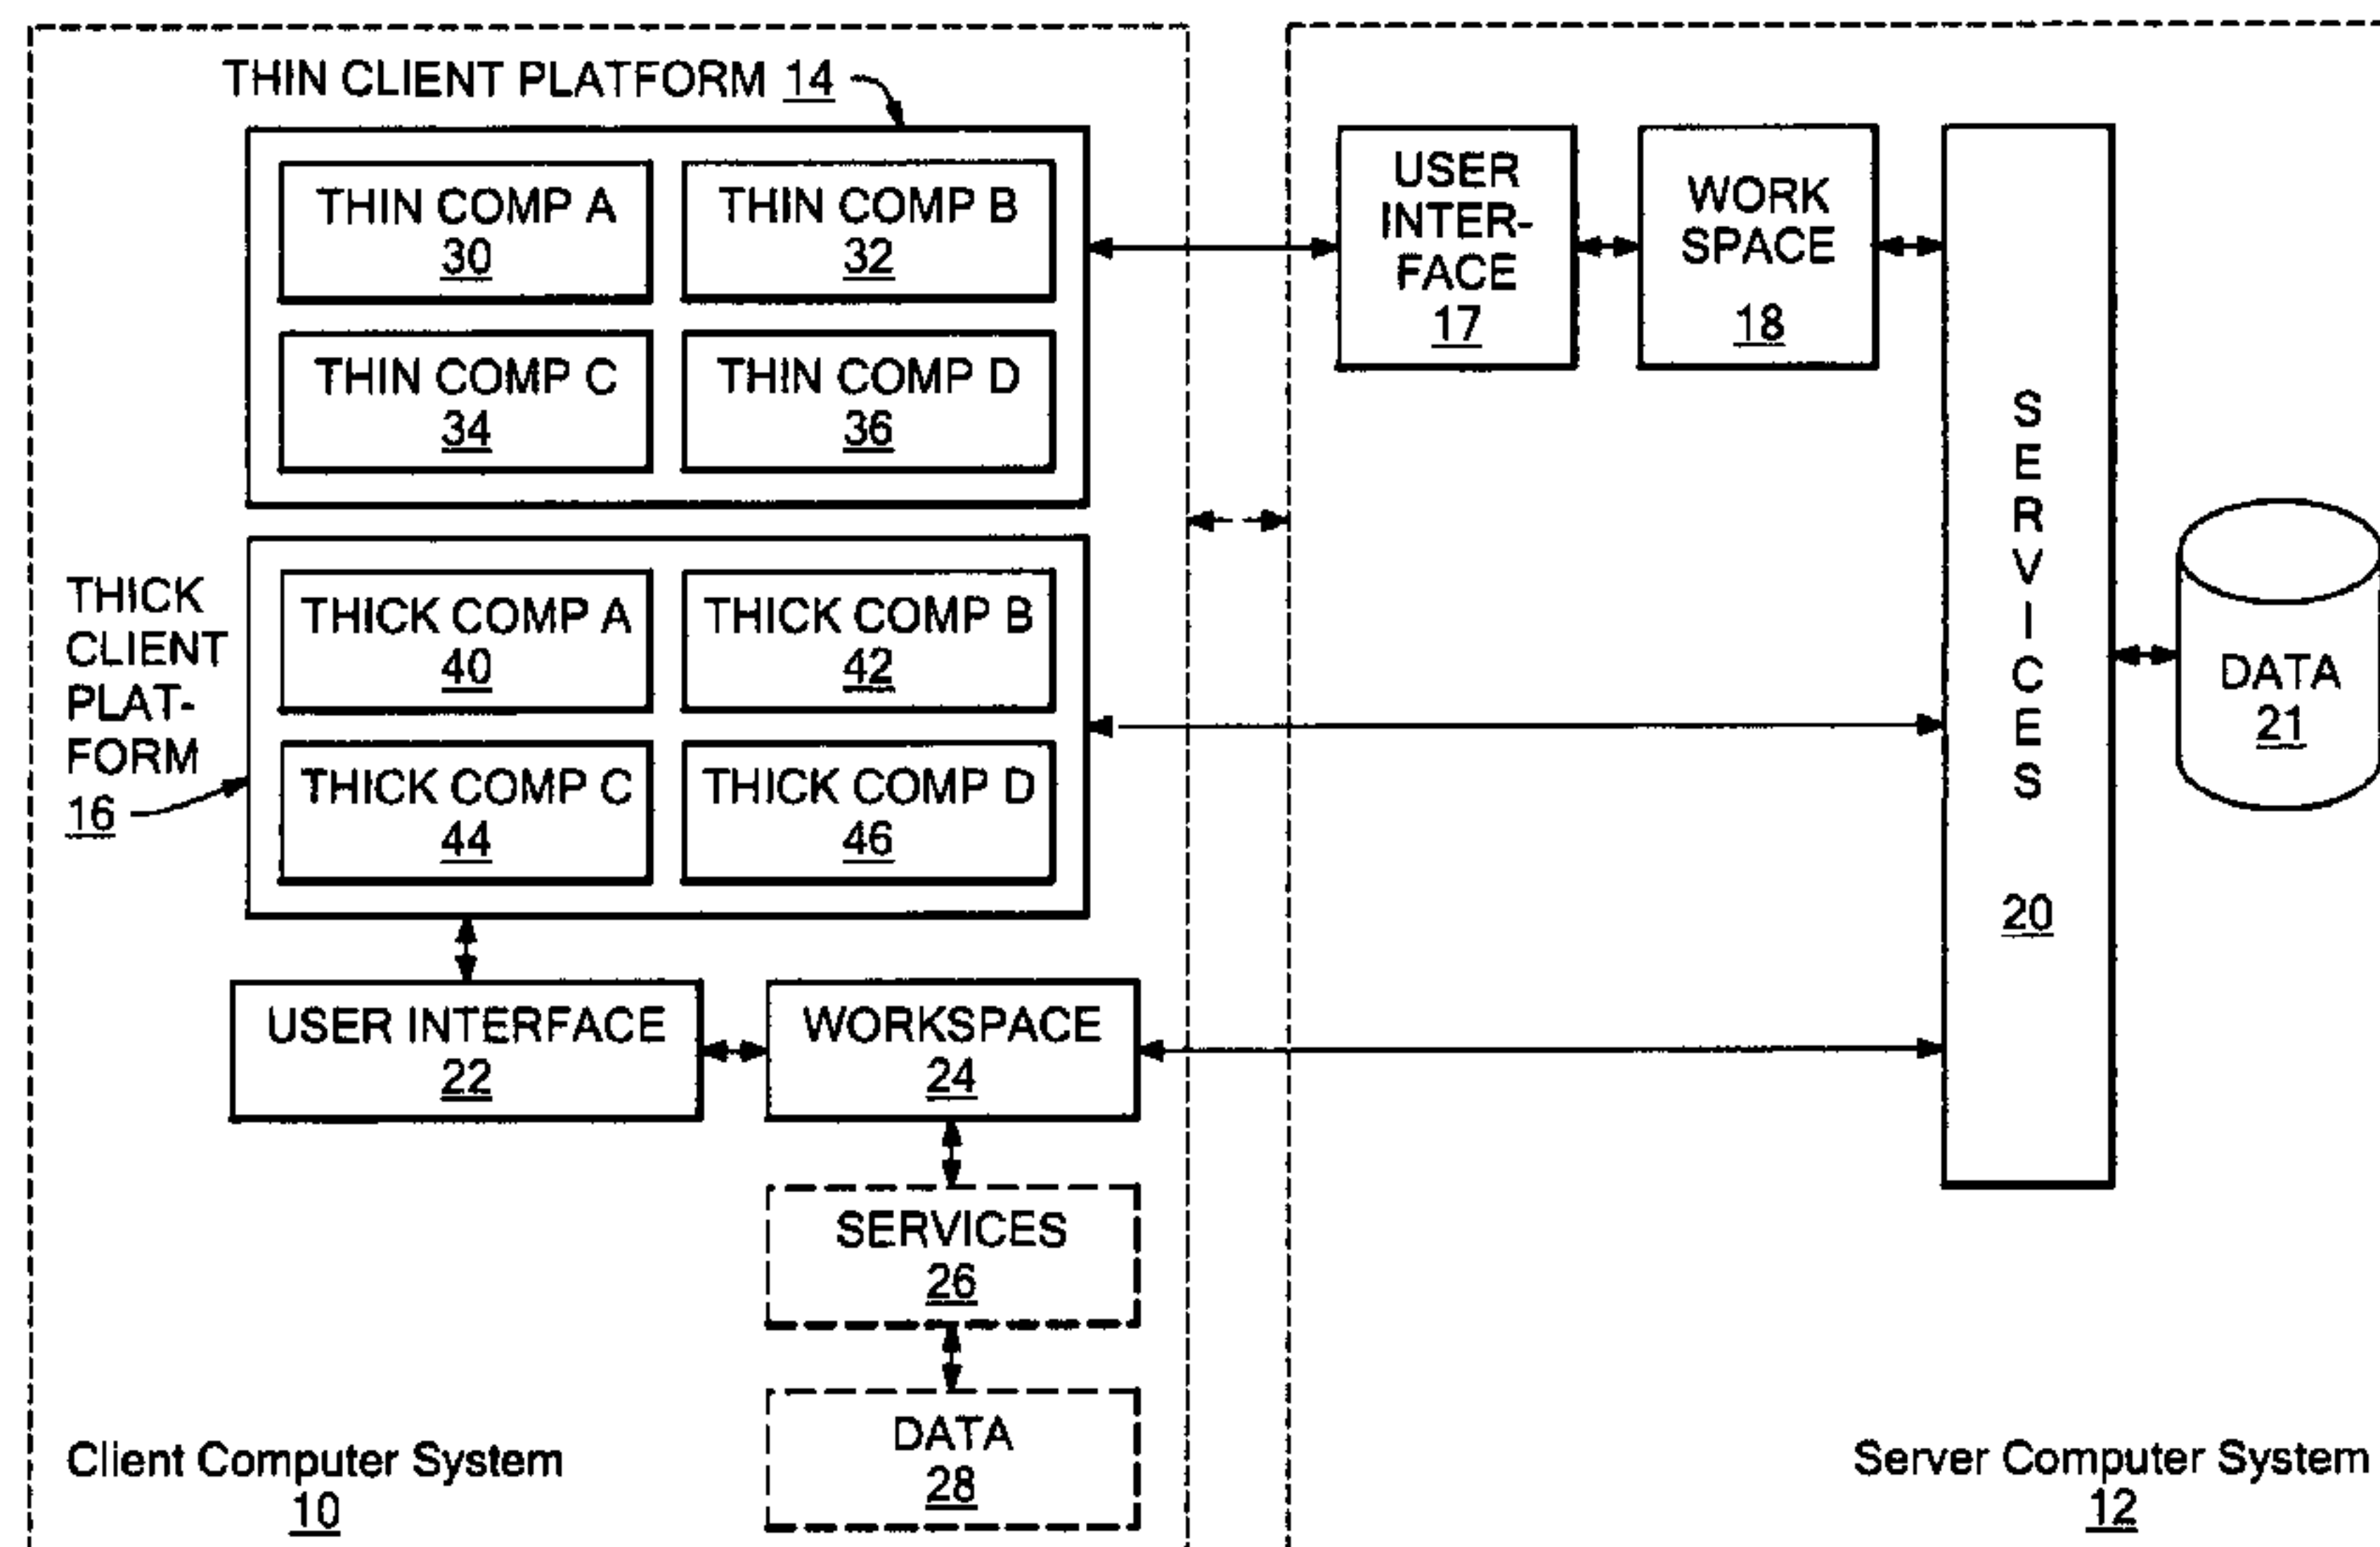 THIN CLIENT PLATFORM 14
THIN COMP A
30
THIN COMP B
32
THIN COMP C
34
THIN COMP D
36
USER
INTER-
FACE
17
WORK
SPACE
18
SERVICES
20
DATA
21
THICK
CLIENT
PLAT-
FORM
16
THICK COMP A
40
THICK COMP B
42
THICK COMP C
44
THICK COMP D
46
USER INTERFACE
22
WORKSPACE
24
SERVICES
26
DATA
28
Client Computer System
10
Server Computer System
12